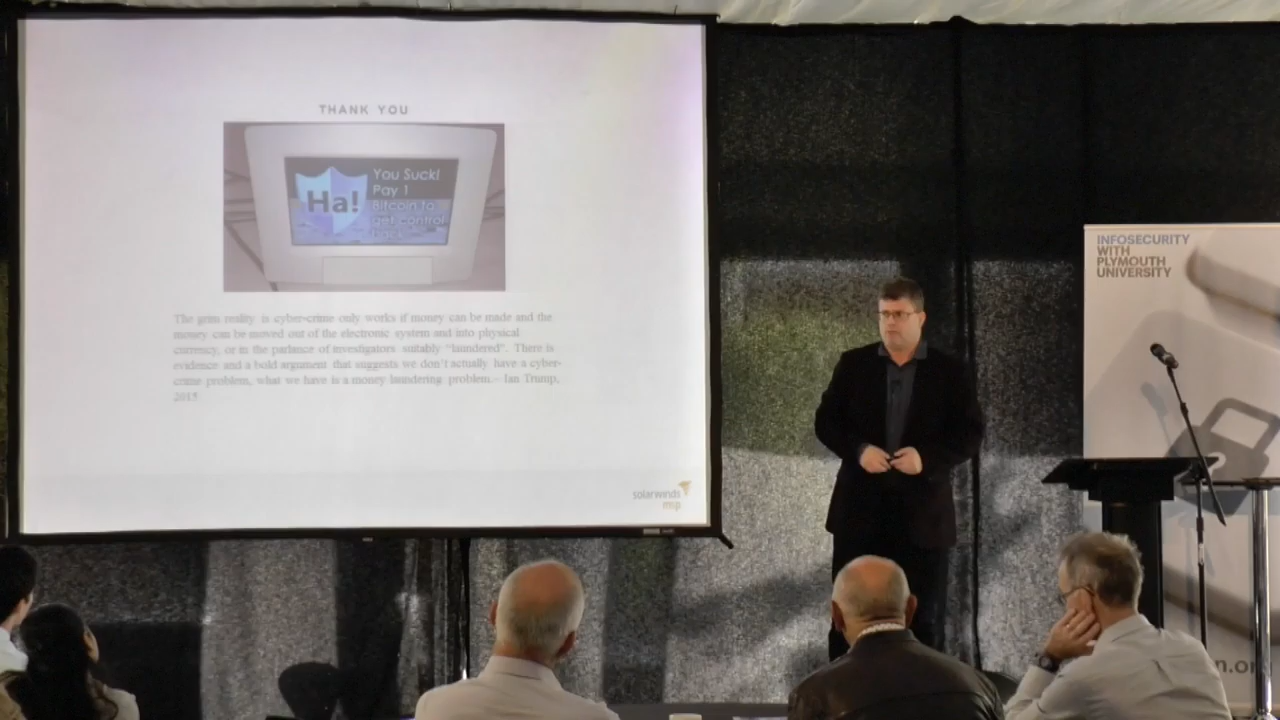 THANK YOU
Ha!
You Suck!
Pay 1
Bitcoin to
get control
back
The grim reality is cyber-crime only works if money can be made and the
money can be moved out of the electronic system and into physical
currency, or in the parlance of investigators suitably "laundered". There is
evidence and a bold argument that suggests we don't actually have a cyber-
crime problem, what we have is a money laundering problem.– Ian Trump,
2015
solarwinds
msp
INFOSECURITY
WITH
PLYMOUTH
UNIVERSITY
n.or